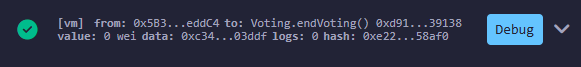 [vm] from: 0x5B3...eddC4 to: Voting.endVoting() 0xd91...39138
value: 0 wei data: 0xc34...03ddf logs: 0 hash: 0xe22...58af0
Debug